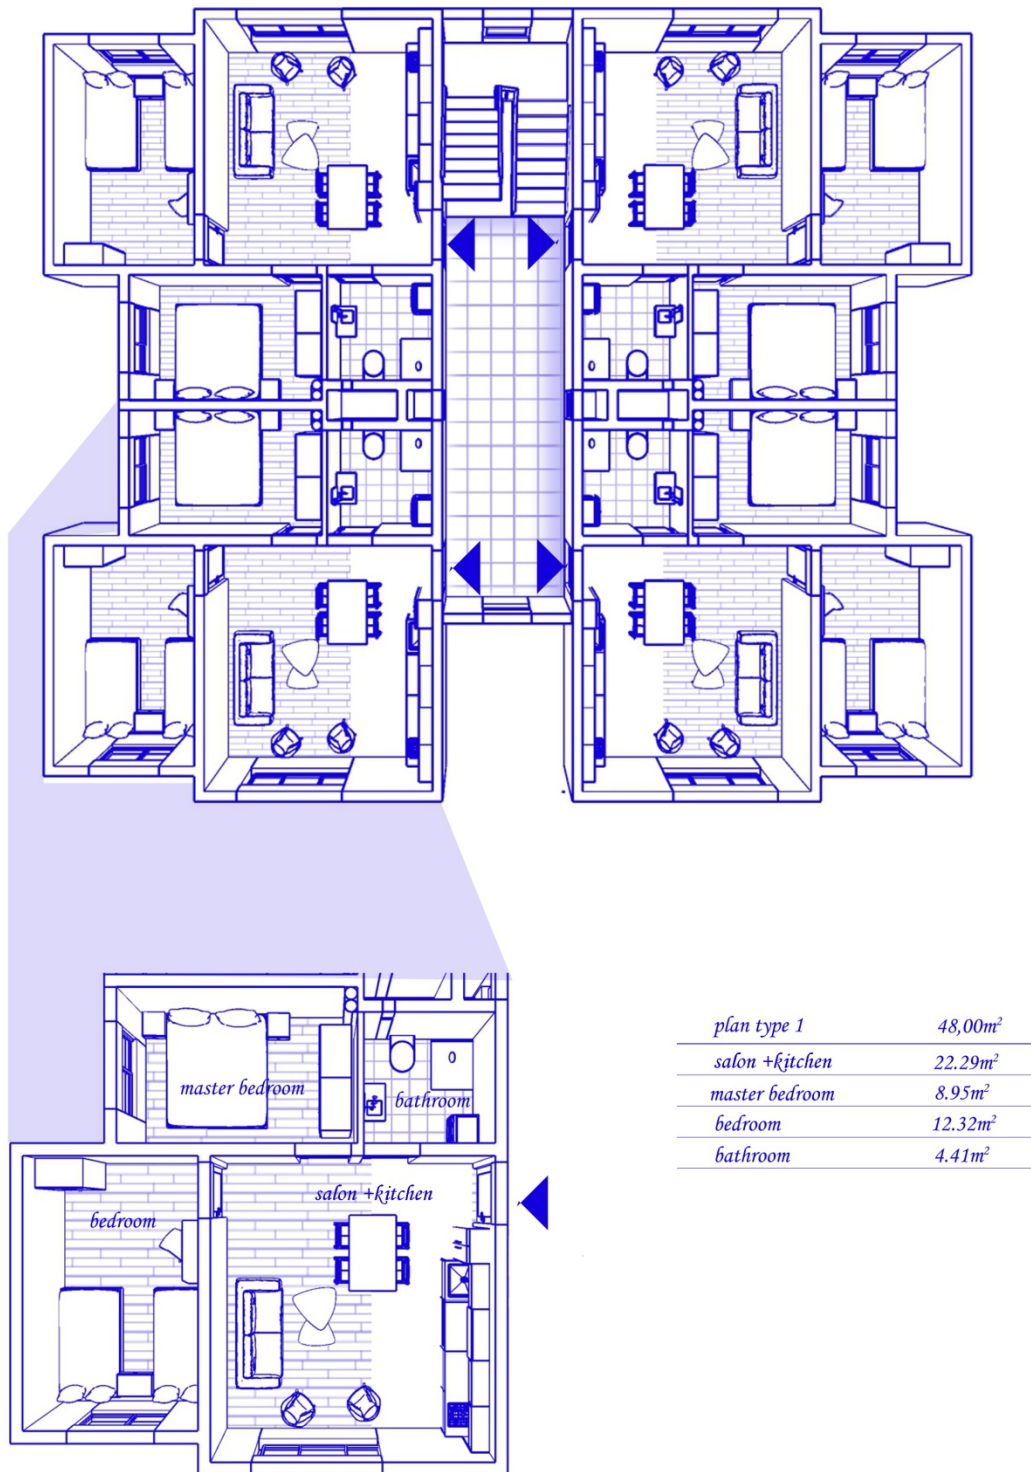 master bedroom
bathroom
salon +kitchen
bedroom
plan type 1 48,00m²
salon +kitchen 22.29m²
master bedroom 8.95m²
bedroom 12.32m²
bathroom 4.41m²